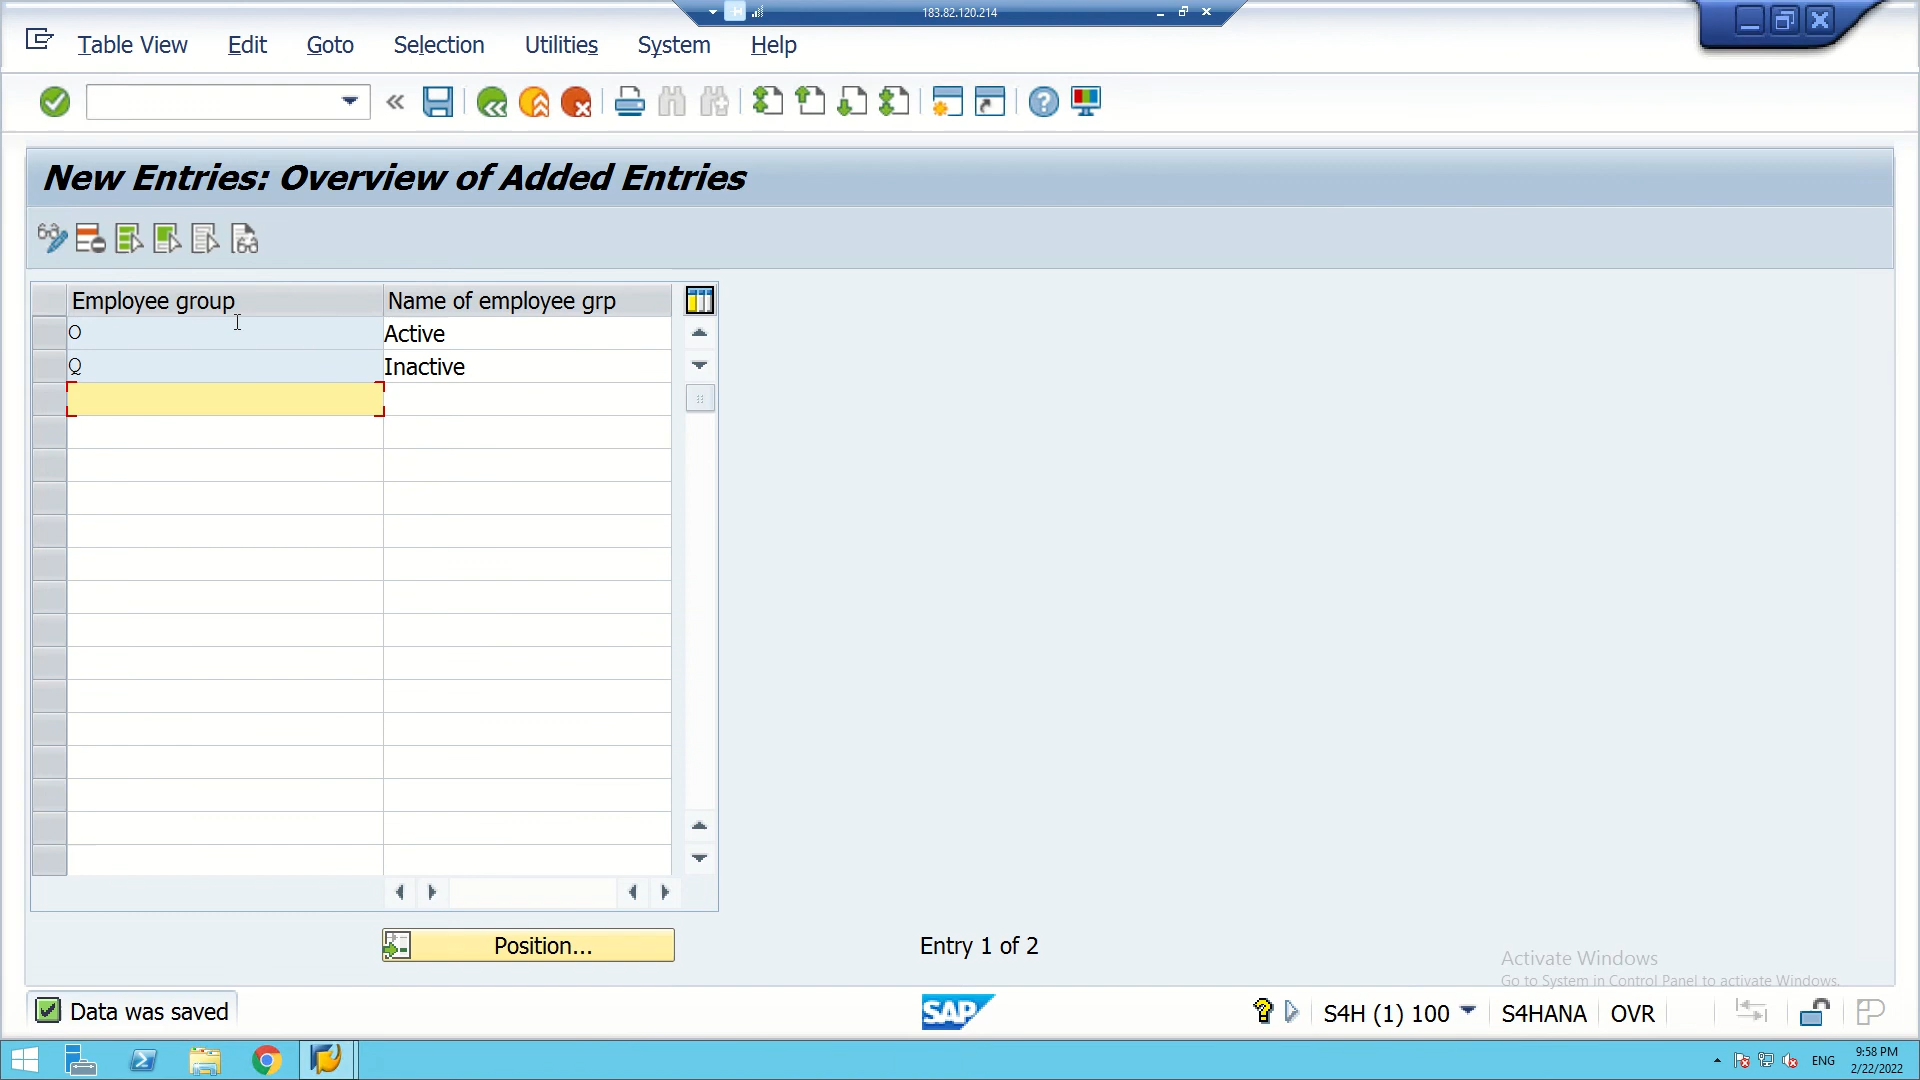 183.82.120.214
Table View Edit Goto Selection Utilities System Help
New Entries: Overview of Added Entries
Employee group Name of employee grp
O Active
Q Inactive
Position...
Entry 1 of 2
Activate Windows
Go to System in Control Panel to activate Windows.
Data was saved
SAP
S4H (1) 100
S4HANA
OVR
ENG
9:58 PM
2/22/2022